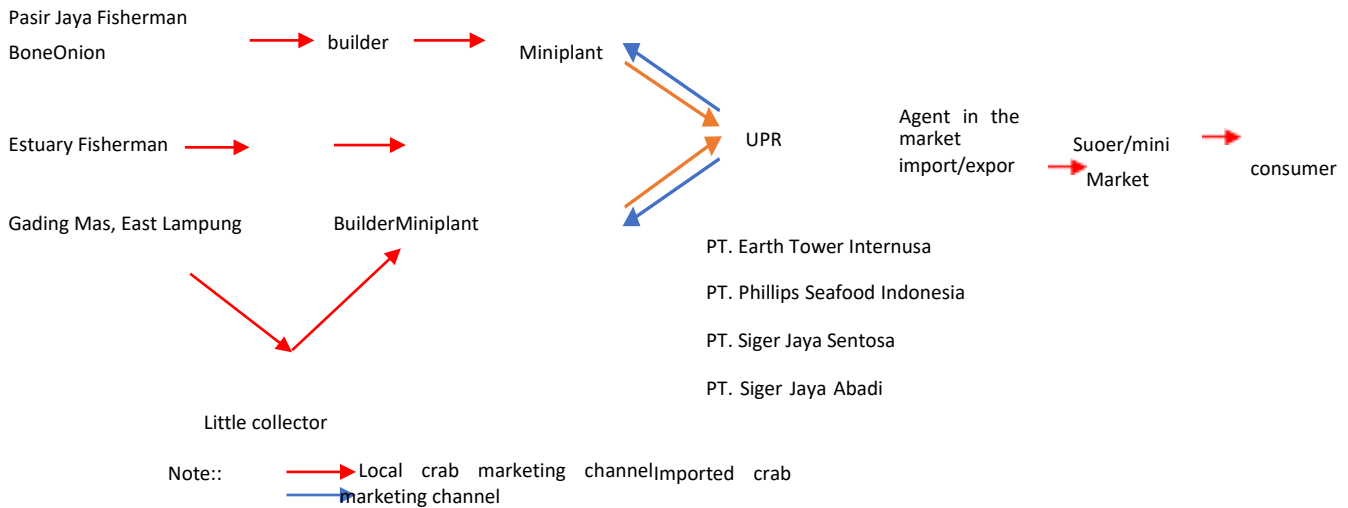 Pasir Jaya Fisherman
BoneOnion
builder
Miniplant
Estuary Fisherman
UPR
Agent in the
market
import/expor
Suoer/mini
Market
consumer
Gading Mas, East Lampung
BuilderMiniplant
PT. Earth Tower Internusa
PT. Phillips Seafood Indonesia
PT. Siger Jaya Sentosa
PT. Siger Jaya Abadi
Little collector
Note::
Local crab marketing channelImported crab
marketing channel